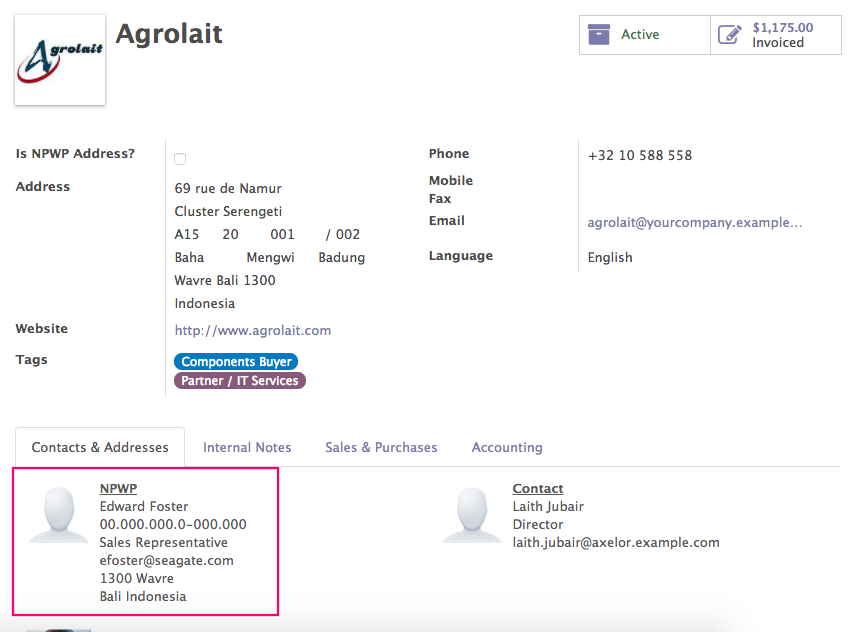 Agrolait
Agrolait
Active
$1,175.00
Invoiced
Is NPWP Address?
Address
69 rue de Namur
Cluster Serengeti
A15 20 001 / 002
Baha Mengwi Badung
Wavre Bali 1300
Indonesia
Website
http://www.agrolait.com
Tags
Components Buyer
Partner / IT Services
Phone
+32 10 588 558
Mobile
Fax
Email
agrolait@yourcompany.example...
Language
English
Contacts & Addresses Internal Notes Sales & Purchases Accounting
NPWP
Edward Foster
00.000.000.0-000.000
Sales Representative
efoster@seagate.com
1300 Wavre
Bali Indonesia
Contact
Laith Jubair
Director
laith.jubair@axelor.example.com